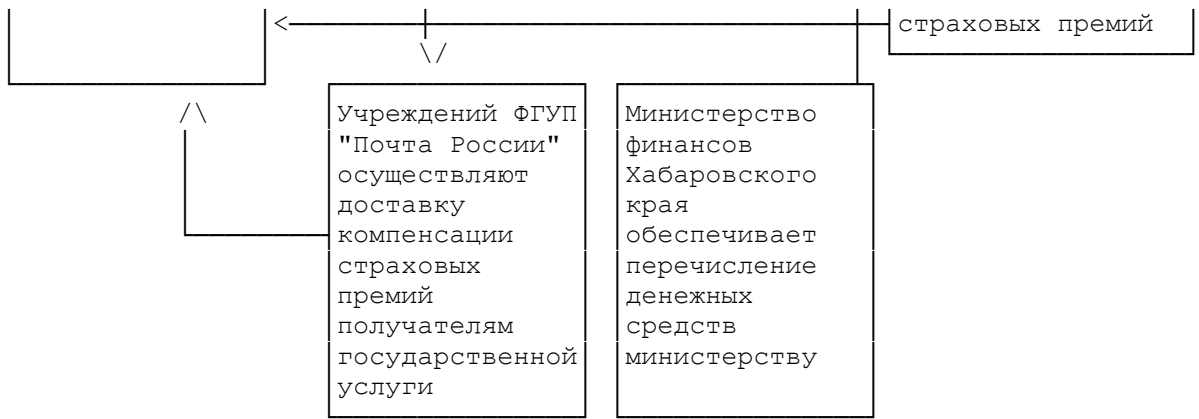 страховых премий
Учреждений ФГУП
"Почта России"
осуществляют
доставку
компенсации
страховых
премий
получателям
государственной
услуги
Министерство
финансов
Хабаровского
края
обеспечивает
перечисление
денежных
средств
министерству